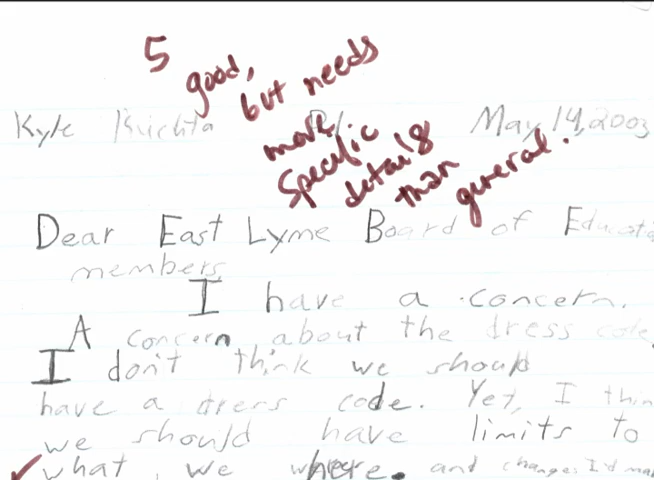 5
good,
but needs
more
specific
details
than
general.
Kyle May 14, 2003
Dear East Lyme Board of Educati
members
I have a concern.
A concern about the dress code
I don't think we should
have a dress code. Yet, I thin
we should have limits to
what we where. and changes I'd ma